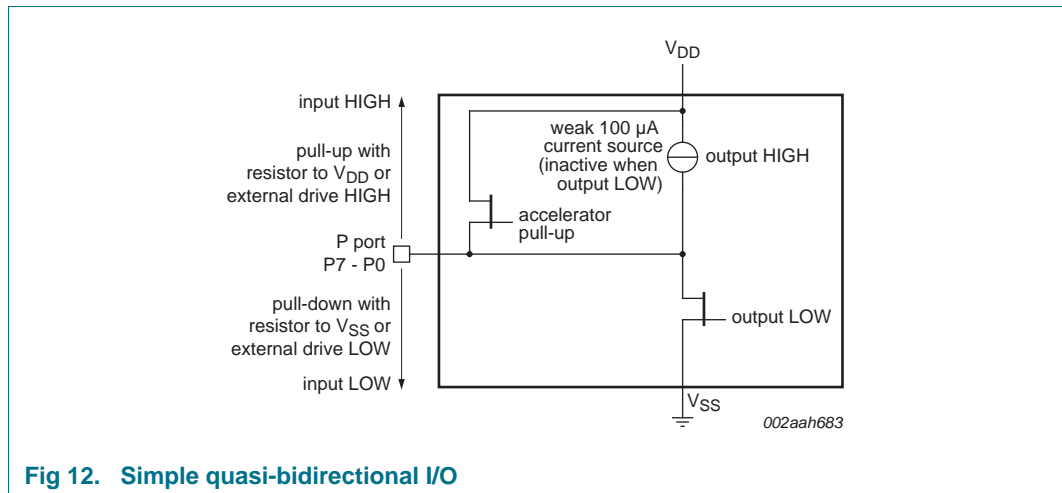 VDD
input HIGH
pull-up with
resistor to VDD or
external drive HIGH
weak 100 µA
current source
(inactive when
output LOW)
output HIGH
accelerator
pull-up
P port
P7 - P0
pull-down with
resistor to VSS or
external drive LOW
input LOW
output LOW
VSS
002aah683
Fig 12. Simple quasi-bidirectional I/O